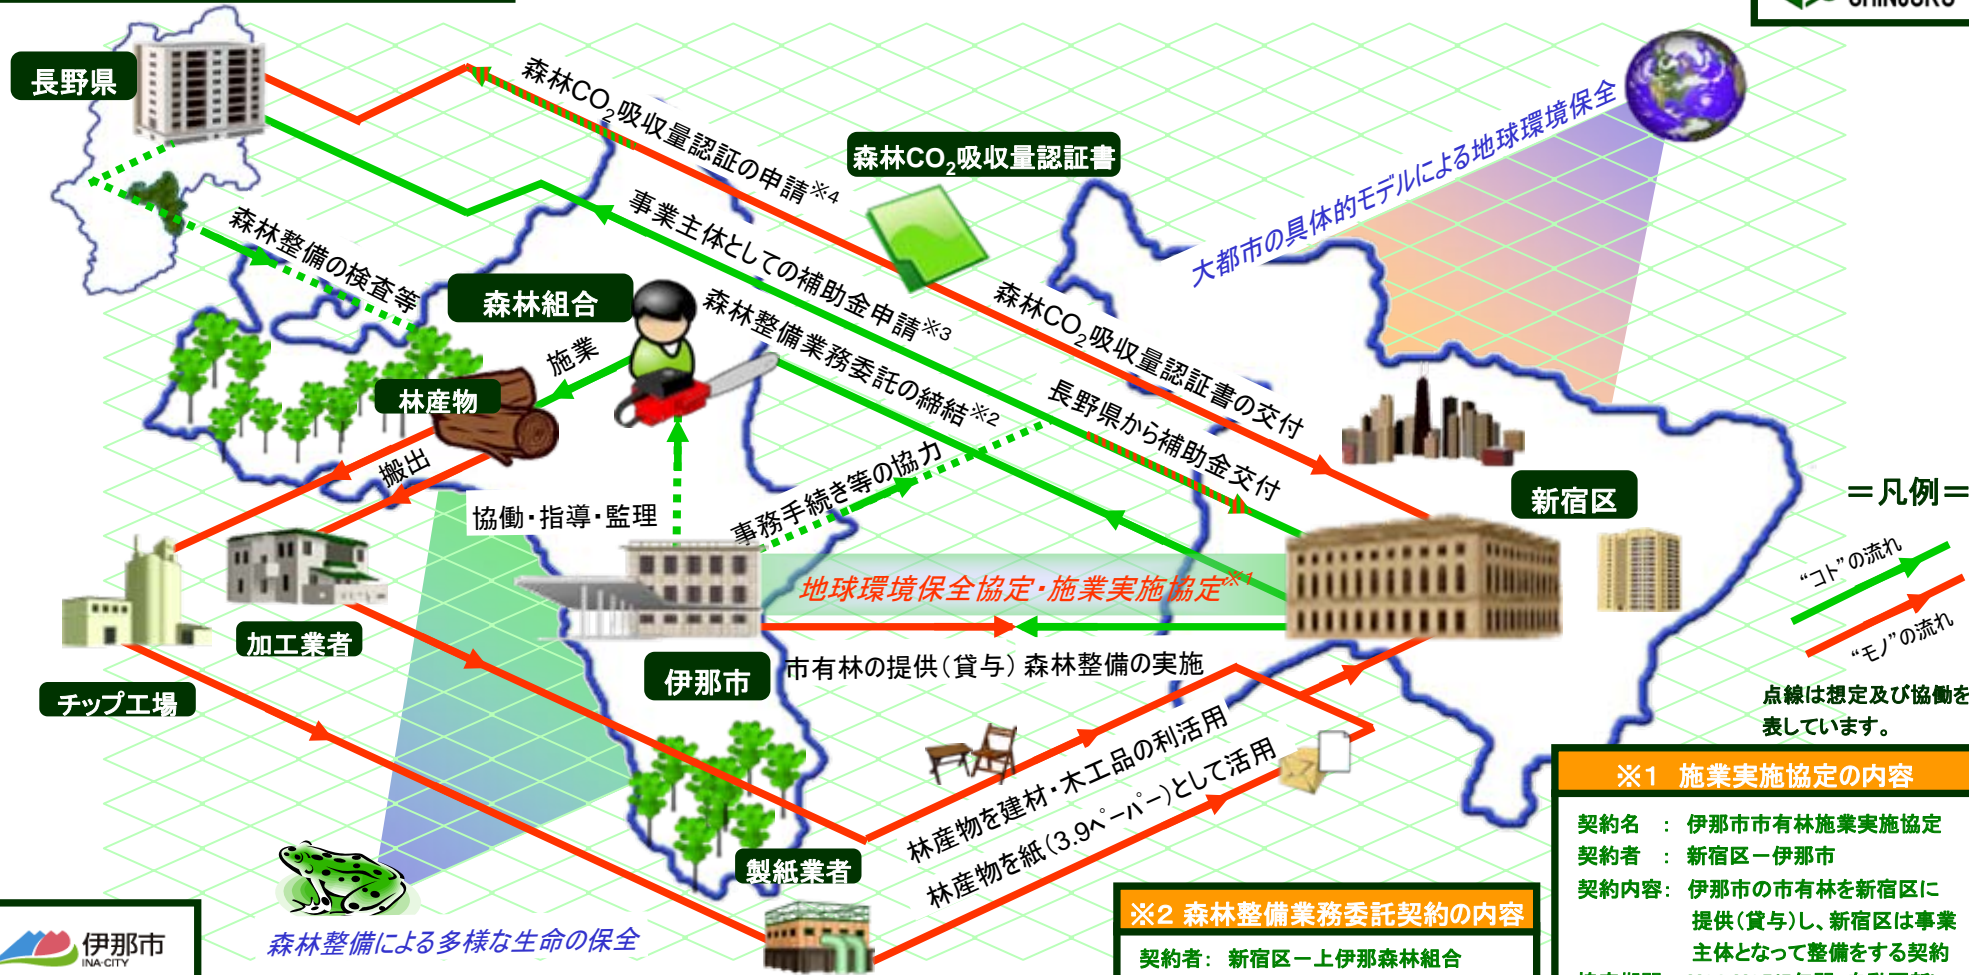 SHINJUKU
長野県
森林CO2吸収量認証の申請※4
森林CO2吸収量認証書
大都市の具体的モデルによる地球環境保全
事業主体としての補助金申請※3
森林整備の検査等
森林組合
森林整備業務委託の締結※2
森林CO2吸収量認証書の交付
施業
林産物
長野県から補助金交付
搬出
事務手続き等の協力
協働・指導・監理
新宿区
＝凡例＝
“コト”の流れ
“モノ”の流れ
点線は想定及び協働を
表しています。
地球環境保全協定・施業実施協定※1
加工業者
伊那市
市有林の提供（貸与） 森林整備の実施
チップ工場
林産物を建材・木工品の利活用
林産物を紙（3.9ペーパー）として活用
製紙業者
森林整備による多様な生命の保全
伊那市
INA-CITY
※2 森林整備業務委託契約の内容
契約者： 新宿区－上伊那森林組合
※1 施業実施協定の内容
契約名 ： 伊那市市有林施業実施協定
契約者 ： 新宿区－伊那市
契約内容： 伊那市の市有林を新宿区に
提供（貸与）し、新宿区は事業
主体となって整備をする契約